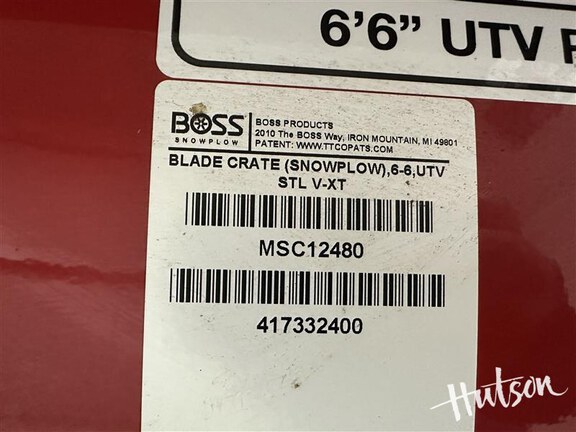 6'6" UTV
BOSS
SNOWPLOW
BOSS PRODUCTS
2010 The BOSS Way, IRON MOUNTAIN, MI 49801
PATENT: WWW.TTCOPATS.COM
BLADE CRATE (SNOWPLOW),6-6,UTV
STL V-XT
MSC12480
417332400
Hutson